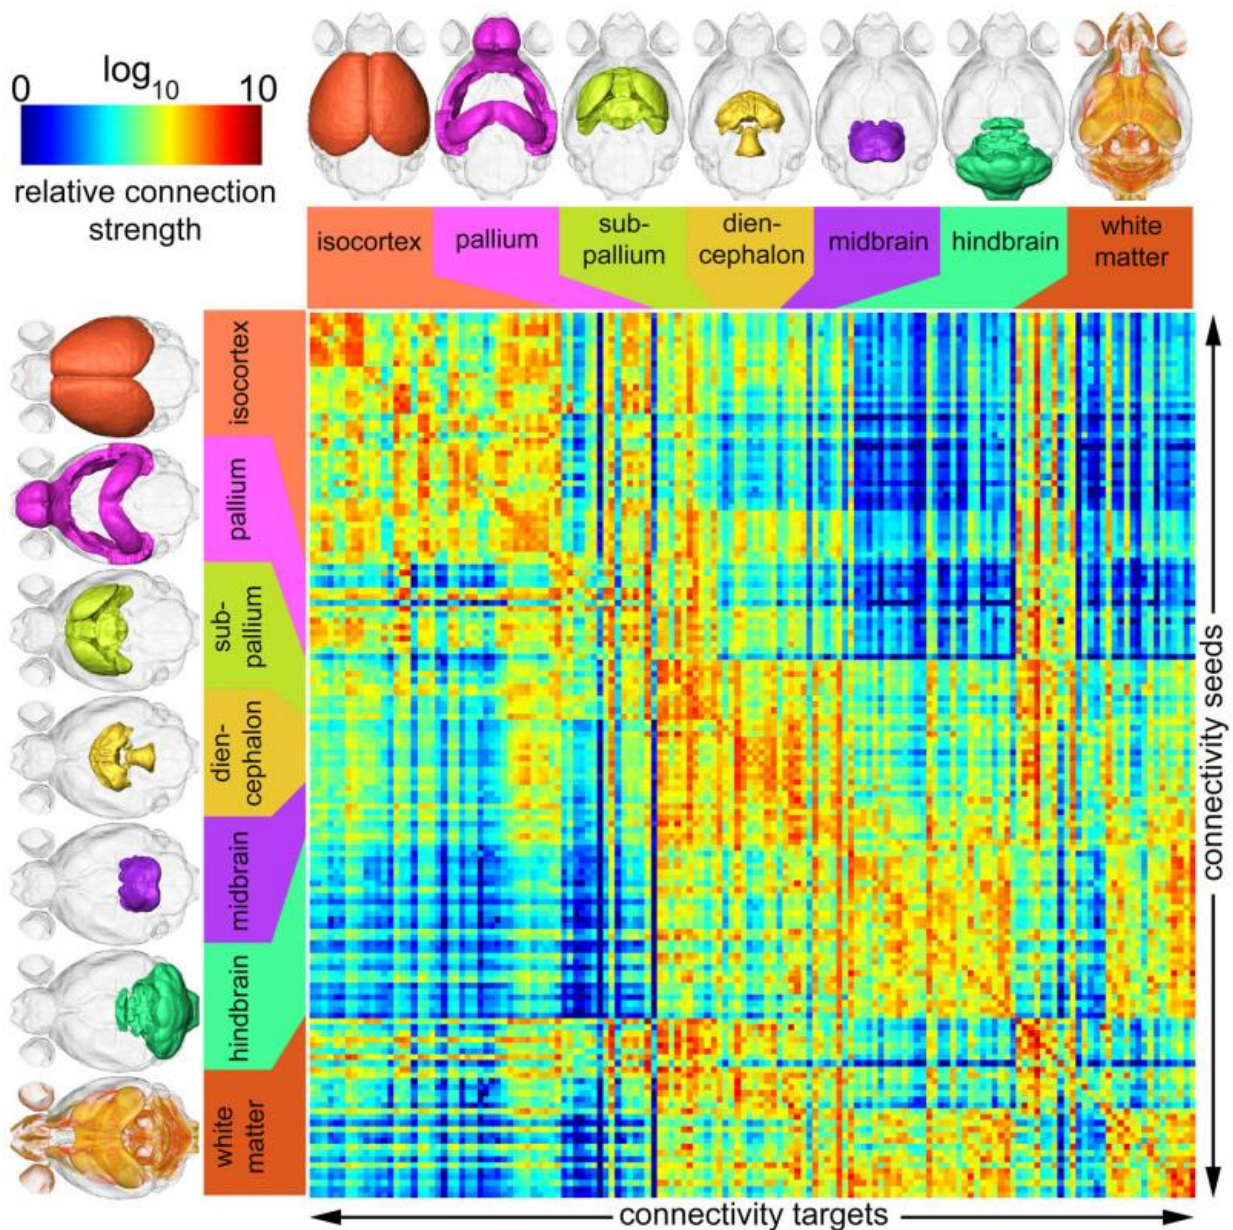 log10
0 10
relative connection
strength
isocortex
pallium
sub-
pallium
dien-
cephalon
midbrain
hindbrain
white
matter
isocortex
pallium
sub-
pallium
dien-
cephalon
midbrain
hindbrain
white
matter
connectivity seeds
connectivity targets